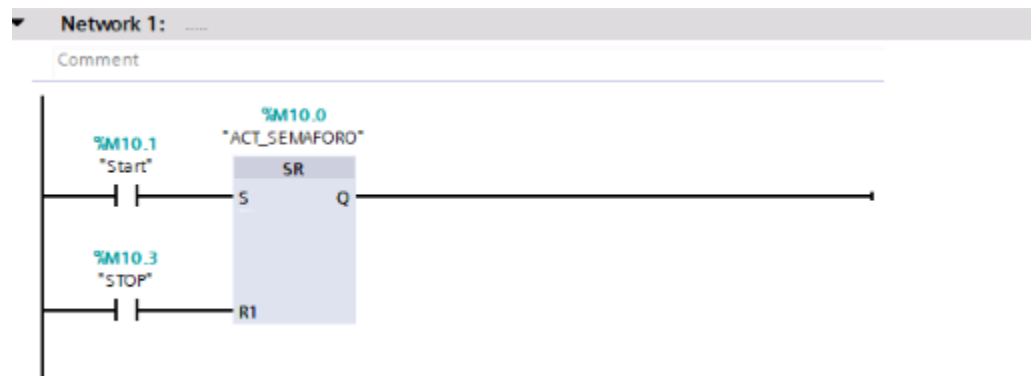 Network 1: .....
Comment
%M10.0
"ACT_SEMAFORO"
%M10.1
"Start"
SR
S Q
%M10.3
"STOP"
R1